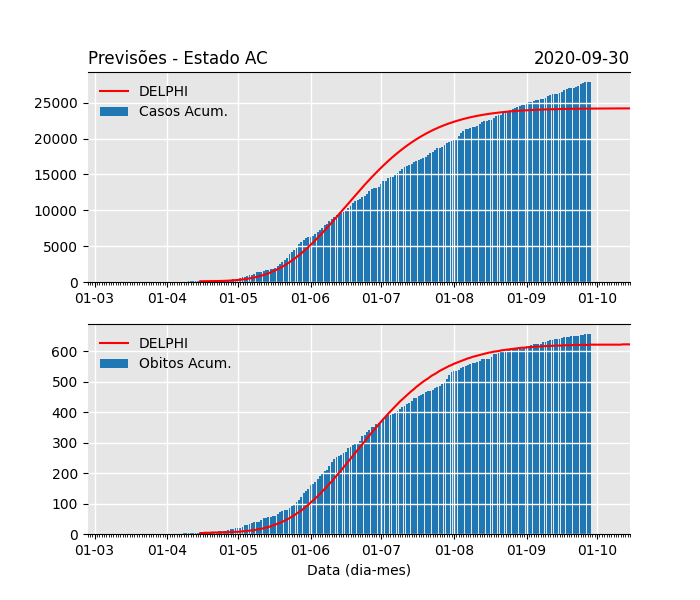 Previsões - Estado AC 2020-09-30
DELPHI
Casos Acum.
25000
20000
15000
10000
5000
0
01-03 01-04 01-05 01-06 01-07 01-08 01-09 01-10
DELPHI
Obitos Acum.
600
500
400
300
200
100
0
01-03 01-04 01-05 01-06 01-07 01-08 01-09 01-10
Data (dia-mes)